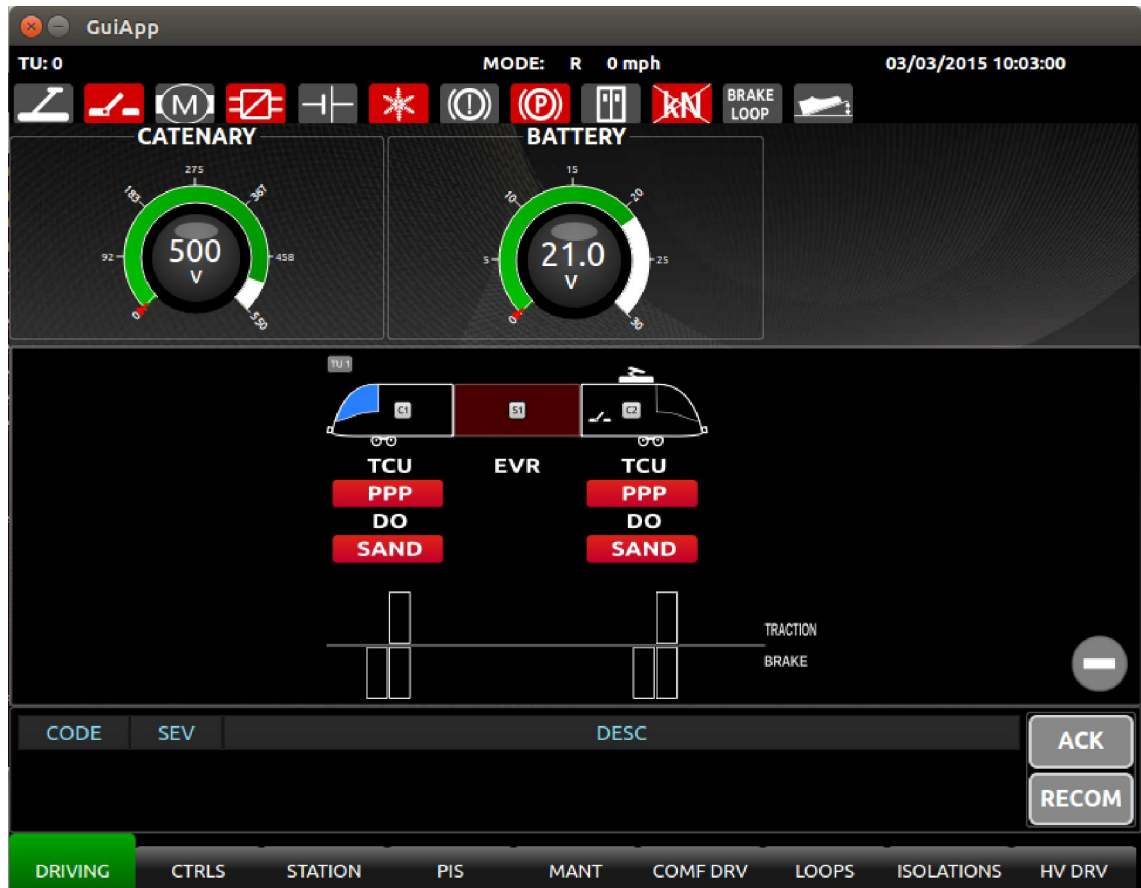 GuiApp
TU: 0 MODE: R 0 mph 03/03/2015 10:03:00
M P kN BRAKE LOOP
CATENARY BATTERY
0 92 183 275 367 458 550
500
V
0 5 10 15 20 25 30
21.0
V
TU 1
C1 S1 C2
TCU EVR TCU
PPP PPP
DO DO
SAND SAND
TRACTION
BRAKE
CODE SEV DESC ACK
RECOM
DRIVING CTRLS STATION PIS MANT COMF DRV LOOPS ISOLATIONS HV DRV